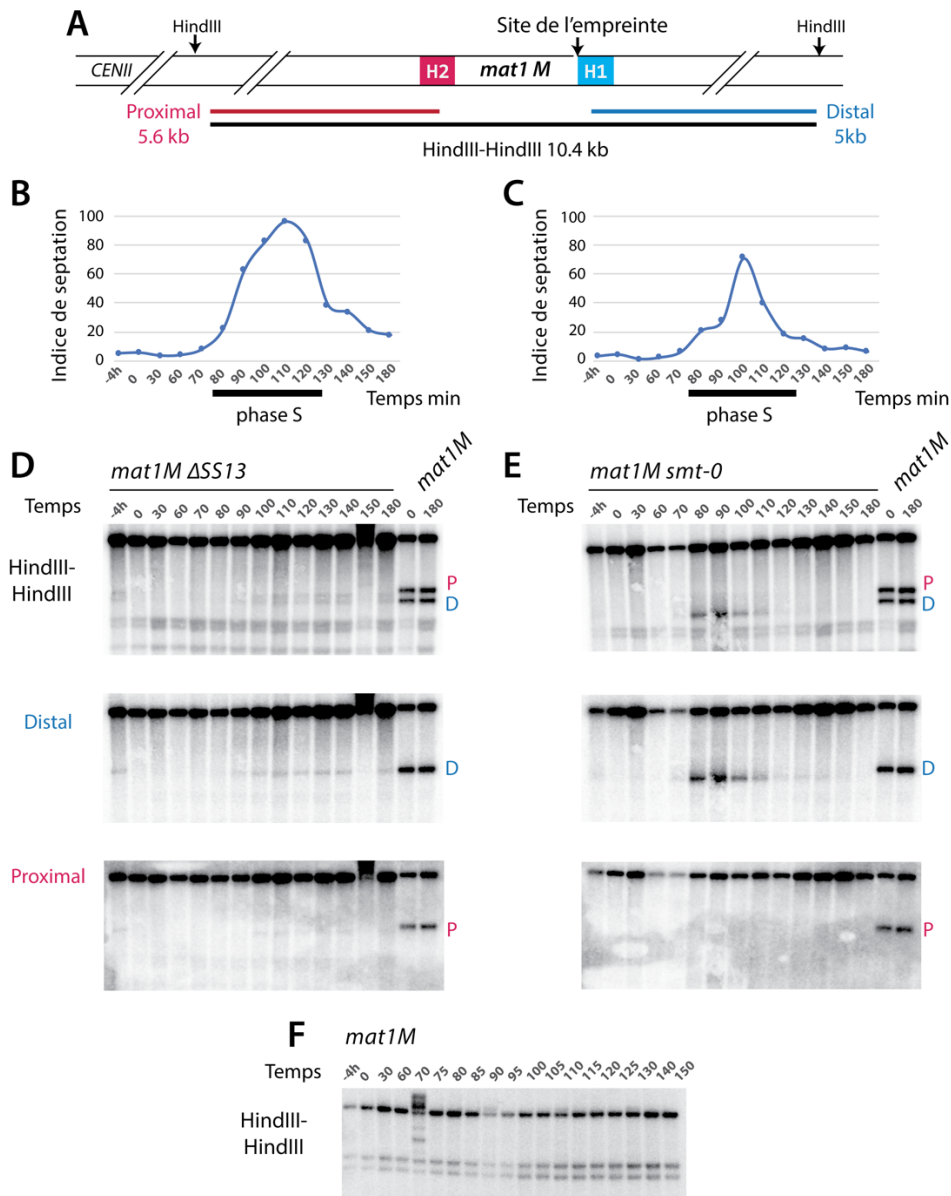 A
HindIII
Site de l'empreinte
HindIII
CENII
H2
mat1 M
H1
Proximal
5.6 kb
Distal
5kb
HindIII-HindIII 10.4 kb
B
Indice de septation
100
80
60
40
20
0
-4h 0 30 60 70 80 90 100 110 120 130 140 150 180
Temps min
phase S
C
Indice de septation
100
80
60
40
20
0
-4h 0 30 60 70 80 90 100 110 120 130 140 150 180
Temps min
phase S
D
mat1M ΔSS13
mat1M
Temps
-4h 0 30 60 70 80 90 100 110 120 130 140 150 180 0 180
HindIII-
HindIII
P
D
Distal
D
Proximal
P
E
mat1M smt-0
mat1M
Temps
-4h 0 30 60 70 80 90 100 110 120 130 140 150 180 0 180
P
D
D
P
F
mat1M
Temps
-4h 0 30 60 70 75 80 85 90 95 100 105 110 115 120 125 130 140 150
HindIII-
HindIII